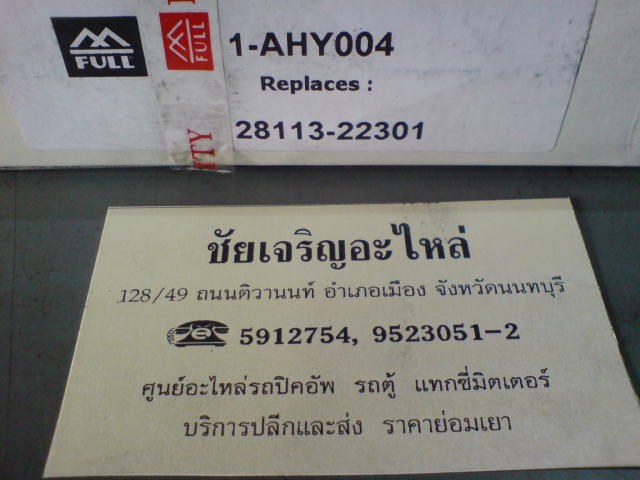 FULL
FULL
1-AHY004
Replaces :
28113-22301
LTY
ชัยเจริญอะไหล่
128/49 ถนนติวานนท์ อำเภอเมือง จังหวัดนนทบุรี
5912754, 9523051-2
ศูนย์อะไหล่รถปิคอัพ รถตู้ แทกซี่มิตเตอร์
บริการปลีกและส่ง ราคาย่อมเยา